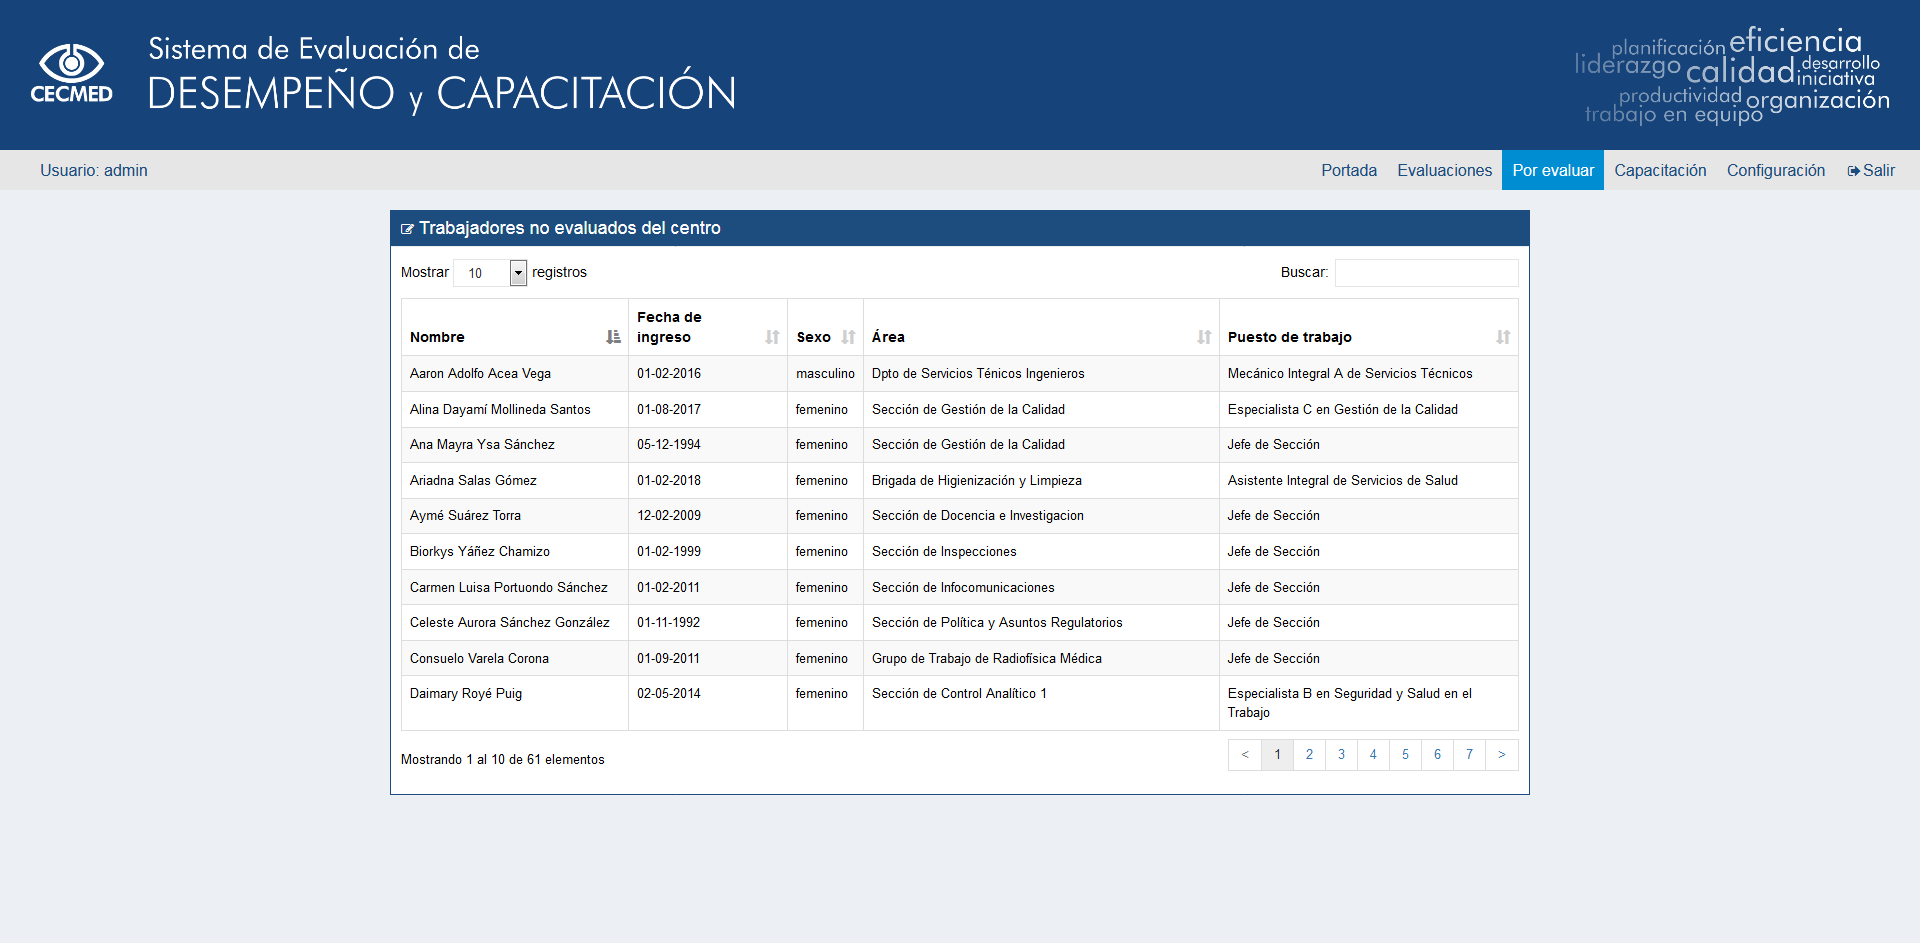 CECMED
Sistema de Evaluación de
DESEMPEÑO y CAPACITACIÓN
planificación eficiencia
liderazgo calidad desarrollo
iniciativa
productividad organización
trabajo en equipo
Usuario: admin
Portada Evaluaciones Por evaluar Capacitación Configuración Salir
Trabajadores no evaluados del centro
Mostrar 10 registros Buscar:
Nombre Fecha de ingreso Sexo Área Puesto de trabajo
Aaron Adolfo Acea Vega 01-02-2016 masculino Dpto de Servicios Ténicos Ingenieros Mecánico Integral A de Servicios Técnicos
Alina Dayamí Mollineda Santos 01-08-2017 femenino Sección de Gestión de la Calidad Especialista C en Gestión de la Calidad
Ana Mayra Ysa Sánchez 05-12-1994 femenino Sección de Gestión de la Calidad Jefe de Sección
Ariadna Salas Gómez 01-02-2018 femenino Brigada de Higienización y Limpieza Asistente Integral de Servicios de Salud
Aymé Suárez Torra 12-02-2009 femenino Sección de Docencia e Investigacion Jefe de Sección
Biorkys Yáñez Chamizo 01-02-1999 femenino Sección de Inspecciones Jefe de Sección
Carmen Luisa Portuondo Sánchez 01-02-2011 femenino Sección de Infocomunicaciones Jefe de Sección
Celeste Aurora Sánchez González 01-11-1992 femenino Sección de Política y Asuntos Regulatorios Jefe de Sección
Consuelo Varela Corona 01-09-2011 femenino Grupo de Trabajo de Radiofísica Médica Jefe de Sección
Daimary Royé Puig 02-05-2014 femenino Sección de Control Analítico 1 Especialista B en Seguridad y Salud en el
Trabajo
Mostrando 1 al 10 de 61 elementos < 1 2 3 4 5 6 7 >